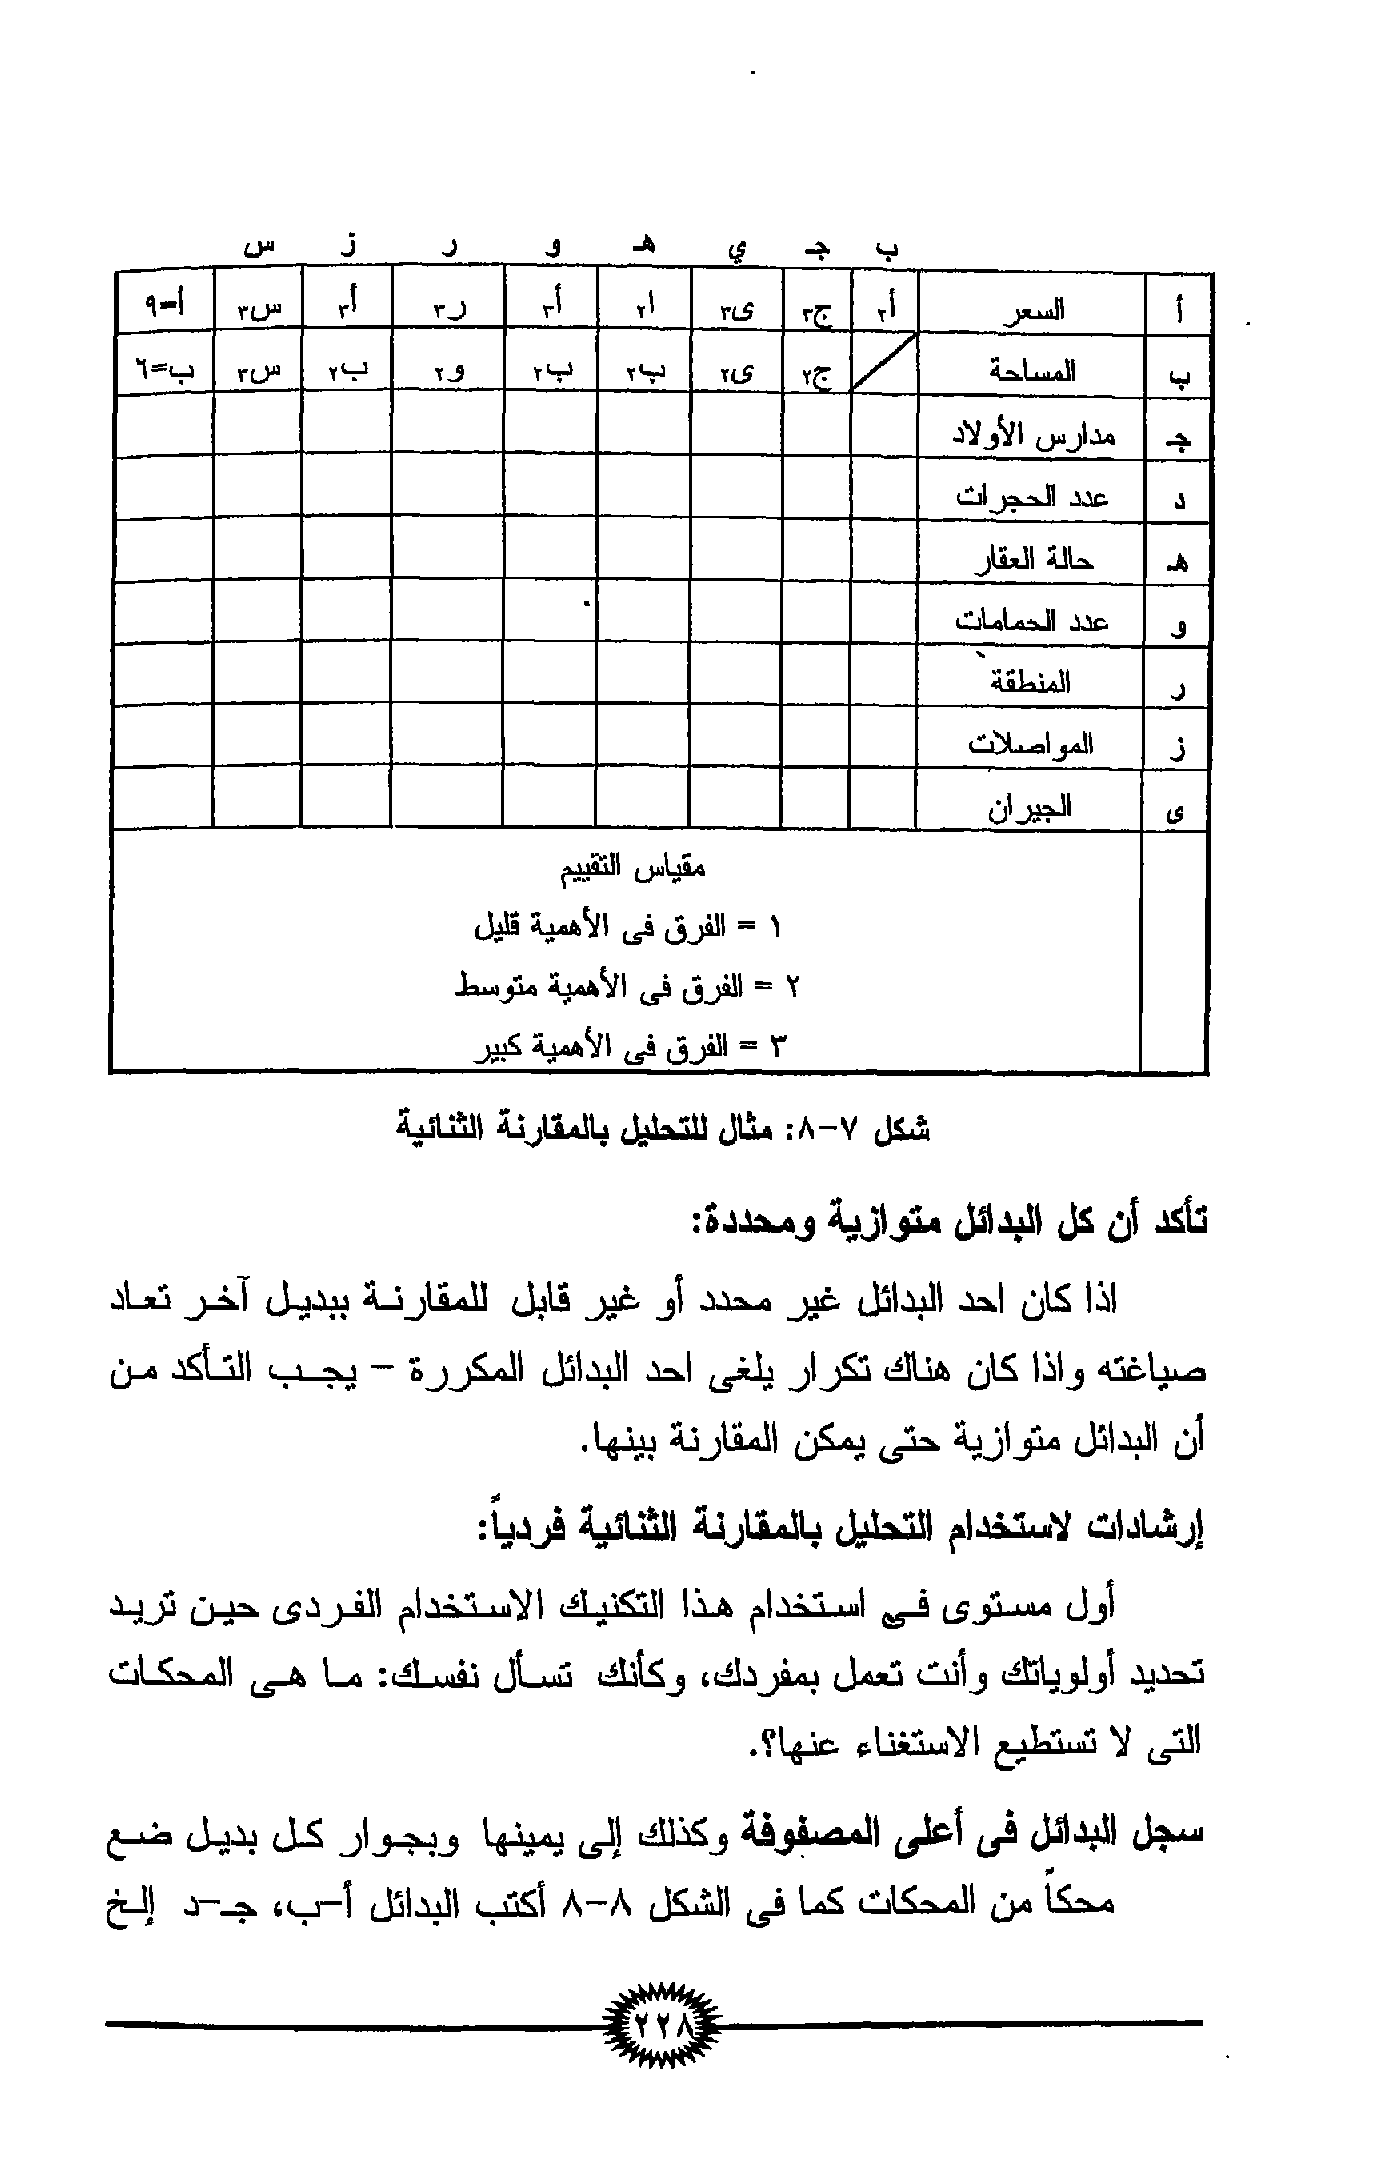 ب جـ ي هـ و ر ز س
أ السعر أ٢ ج٣ ى٣ ا٢ أ٣ ر٣ أ٣ س٣ أ=٩
ب المساحة ج٢ ى٢ ب٢ ب٢ و٢ ب٢ س٣ ب=٦
جـ مدارس الأولاد
د عدد الحجرات
هـ حالة العقار
و عدد الحمامات
ر المنطقة
ز المواصلات
ى الجيران
مقياس التقييم
١ = الفرق فى الأهمية قليل
٢ = الفرق فى الأهمية متوسط
٣ = الفرق فى الأهمية كبير
شكل ٧-٨: مثال للتحليل بالمقارنة الثنائية
تأكد أن كل البدائل متوازية ومحددة:
اذا كان احد البدائل غير محدد أو غير قابل للمقارنة ببديل آخر تعاد
صياغته واذا كان هناك تكرار يلغى احد البدائل المكررة – يجب التأكد من
أن البدائل متوازية حتى يمكن المقارنة بينها.
إرشادات لاستخدام التحليل بالمقارنة الثنائية فردياً:
أول مستوى في استخدام هذا التكنيك الاستخدام الفردى حين تريد
تحديد أولوياتك وأنت تعمل بمفردك، وكأنك تسأل نفسك: ما هى المحكات
التى لا تستطيع الاستغناء عنها؟.
سجل البدائل فى أعلى المصفوفة وكذلك إلى يمينها وبجوار كل بديل ضع
محكاً من المحكات كما فى الشكل ٨-٨ أكتب البدائل أ-ب، جـ-د إلخ
٢٢٨